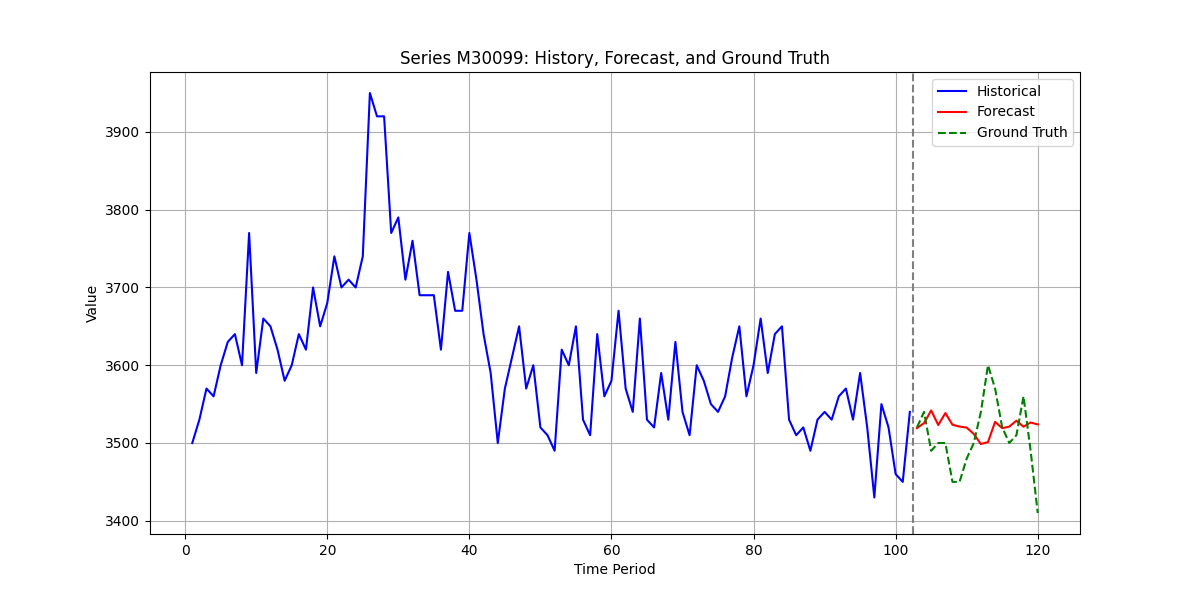 Series M30099: History, Forecast, and Ground Truth
Historical
Forecast
Ground Truth
Value
3900
3800
3700
3600
3500
3400
0 20 40 60 80 100 120
Time Period